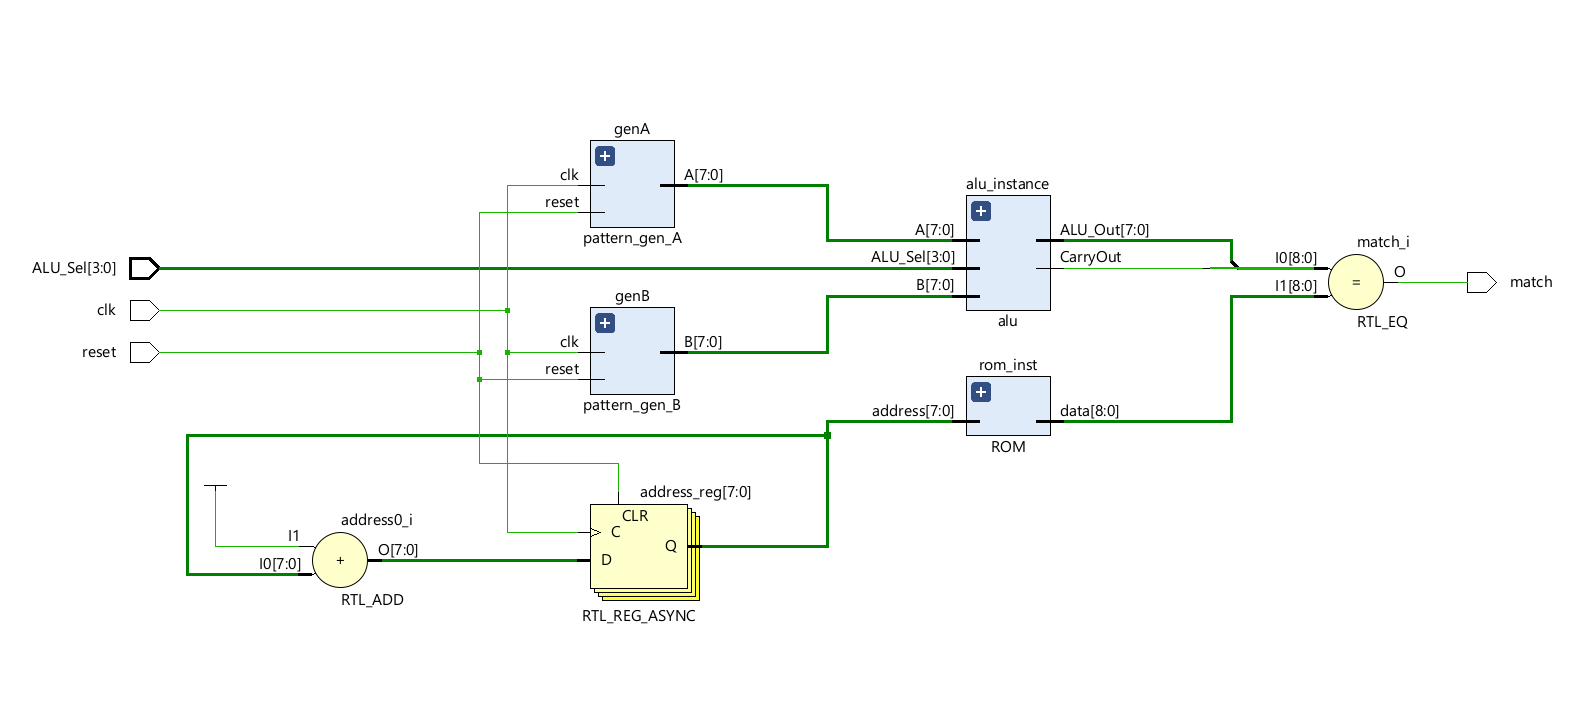 genA
clk
A[7:0]
reset
pattern_gen_A
alu_instance
A[7:0]
ALU_Out[7:0]
ALU_Sel[3:0]
CarryOut
B[7:0]
alu
match_i
I0[8:0]
O
I1[8:0]
=
match
RTL_EQ
ALU_Sel[3:0]
clk
reset
genB
clk
B[7:0]
reset
pattern_gen_B
rom_inst
address[7:0]
data[8:0]
ROM
address_reg[7:0]
CLR
C
Q
D
RTL_REG_ASYNC
address0_i
I1
O[7:0]
I0[7:0]
+
RTL_ADD